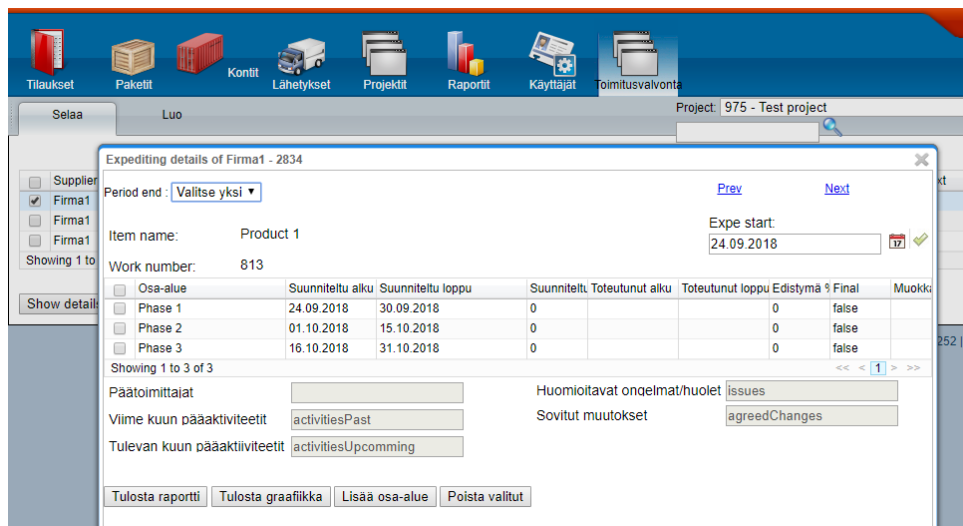 Tilaukset Paketit Kontit Lähetykset Projektit Raportit Käyttäjät Toimitusvalvonta
Selaa Luo Project: 975 - Test project
Expediting details of Firma1 - 2834
Supplier
Firma1
Firma1
Firma1
Showing 1 to
Show details
Period end : Valitse yksi Prev Next
Expe start:
Item name: Product 1 24.09.2018 17
Work number: 813
Osa-alue Suunniteltu alku Suunniteltu loppu Suunniteltu Toteutunut alku Toteutunut loppu Edistymä % Final Muokka
Phase 1 24.09.2018 30.09.2018 0 0 false
Phase 2 01.10.2018 15.10.2018 0 0 false
Phase 3 16.10.2018 31.10.2018 0 0 false
Showing 1 to 3 of 3 << < 1 > >>
Päätoimittajat Huomioitavat ongelmat/huolet issues
Viime kuun pääaktiviteetit activitiesPast Sovitut muutokset agreedChanges
Tulevan kuun pääaktiiviteetit activitiesUpcomming
Tulosta raportti Tulosta graafiikka Lisää osa-alue Poista valitut
xt
252 |